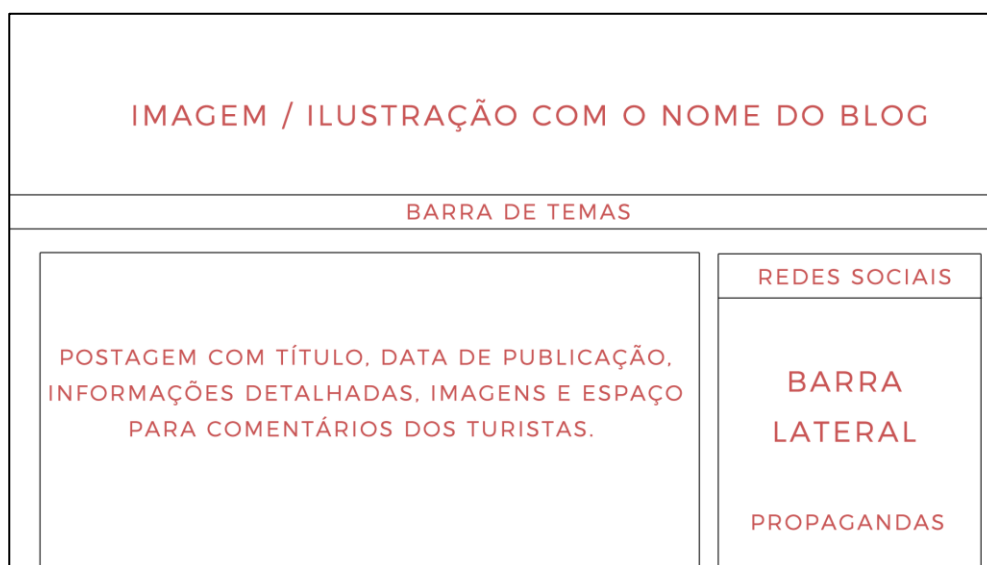 IMAGEM / ILUSTRAÇÃO COM O NOME DO BLOG
BARRA DE TEMAS
POSTAGEM COM TÍTULO, DATA DE PUBLICAÇÃO,
INFORMAÇÕES DETALHADAS, IMAGENS E ESPAÇO
PARA COMENTÁRIOS DOS TURISTAS.
REDES SOCIAIS
BARRA
LATERAL
PROPAGANDAS